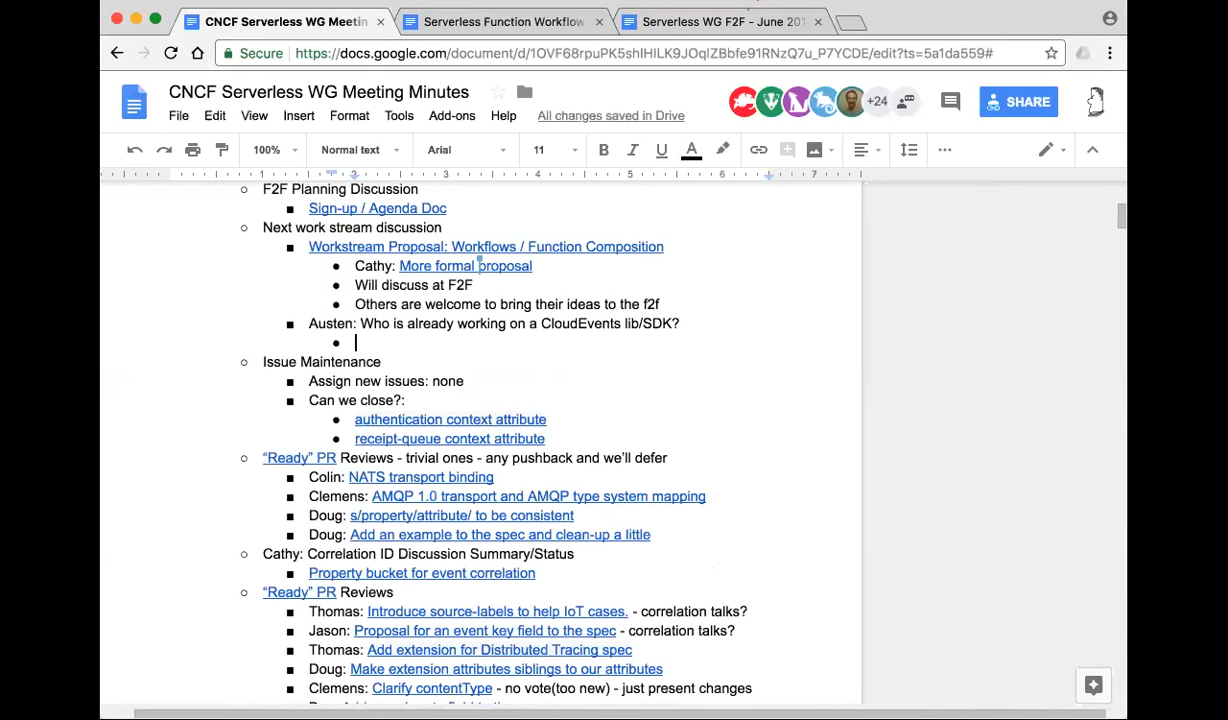 CNCF Serverless WG Meetin
Serverless Function Workflow
Serverless WG F2F - June 201
Secure
https://docs.google.com/document/d/1OVF68rpuPK5shIHlLK9JOqlZBbfe91RNzQ7u_P7YCDE/edit?ts=5a1da559#
CNCF Serverless WG Meeting Minutes
+24
SHARE
File Edit View Insert Format Tools Add-ons Help All changes saved in Drive
100% Normal text Arial 11 B I U A
2 3 4 5 6 7
F2F Planning Discussion
Sign-up / Agenda Doc
Next work stream discussion
Workstream Proposal: Workflows / Function Composition
Cathy: More formal proposal
Will discuss at F2F
Others are welcome to bring their ideas to the f2f
Austen: Who is already working on a CloudEvents lib/SDK?
Issue Maintenance
Assign new issues: none
Can we close?:
authentication context attribute
receipt-queue context attribute
“Ready” PR Reviews - trivial ones - any pushback and we’ll defer
Colin: NATS transport binding
Clemens: AMQP 1.0 transport and AMQP type system mapping
Doug: s/property/attribute/ to be consistent
Doug: Add an example to the spec and clean-up a little
Cathy: Correlation ID Discussion Summary/Status
Property bucket for event correlation
“Ready” PR Reviews
Thomas: Introduce source-labels to help IoT cases. - correlation talks?
Jason: Proposal for an event key field to the spec - correlation talks?
Thomas: Add extension for Distributed Tracing spec
Doug: Make extension attributes siblings to our attributes
Clemens: Clarify contentType - no vote(too new) - just present changes